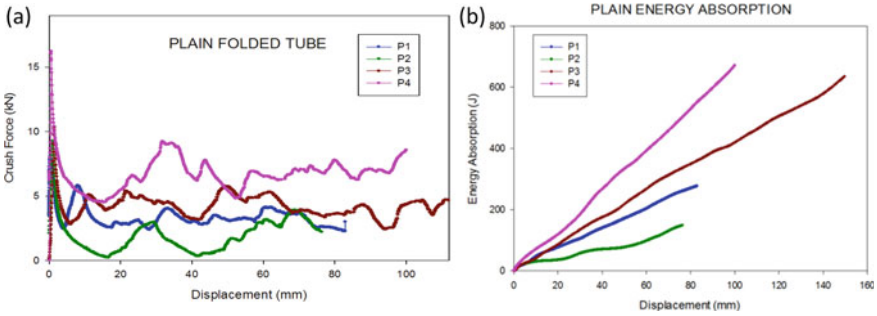 (a)
PLAIN FOLDED TUBE
P1
P2
P3
P4
Crush Force (kN)
15
10
5
0
0 20 40 60 80 100
Displacement (mm)
(b)
PLAIN ENERGY ABSORPTION
P1
P2
P3
P4
Energy Absorption (J)
800
600
400
200
0
0 20 40 60 80 100 120 140 160
Displacement (mm)